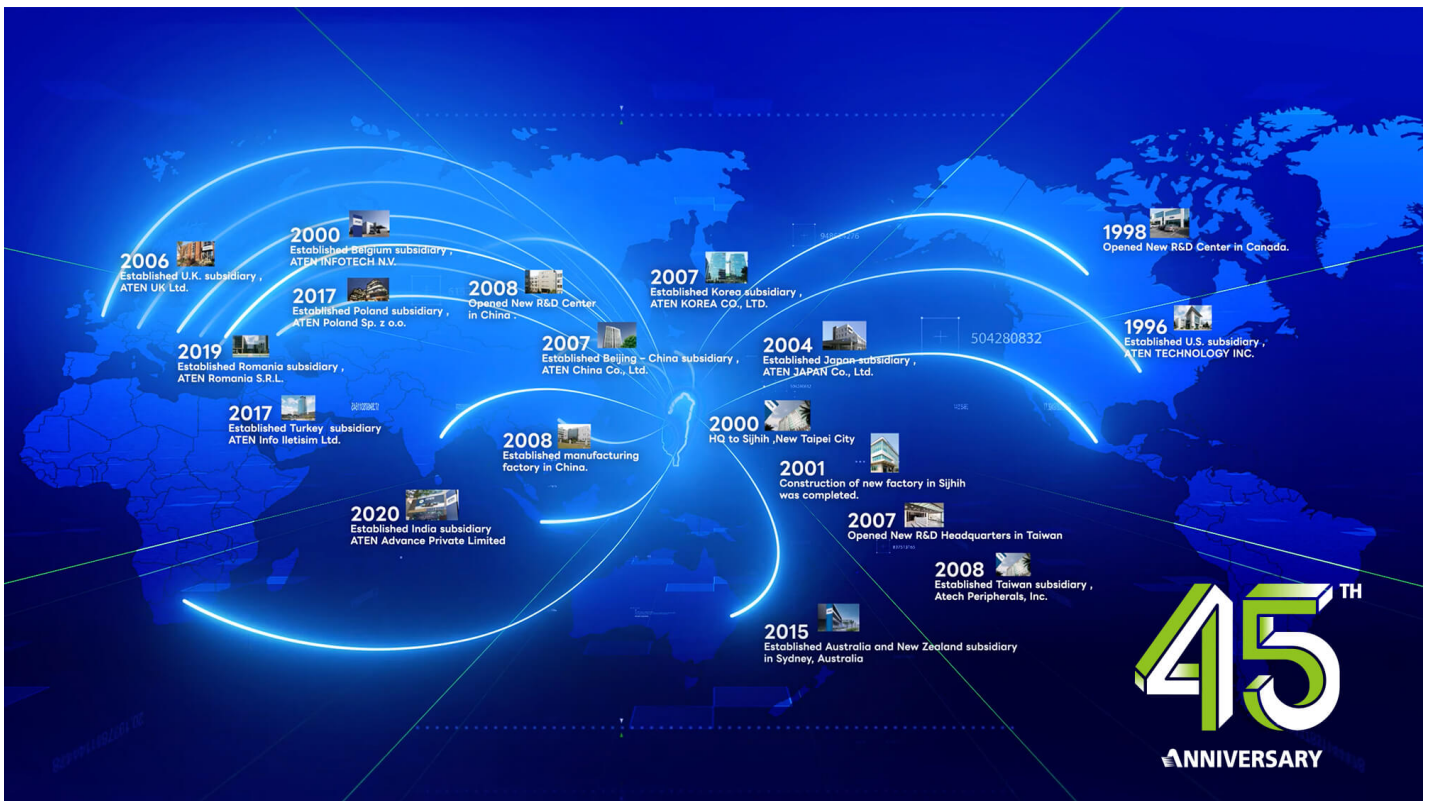 1998
Opened New R&D Center in Canada.
2000
Established Belgium subsidiary ,
ATEN INFOTECH N.V.
2006
Established U.K. subsidiary ,
ATEN UK Ltd.
2017
Established Poland subsidiary ,
ATEN Poland Sp. z o.o.
2008
Opened New R&D Center
in China .
2007
Established Korea subsidiary ,
ATEN KOREA CO., LTD.
504280832
1996
Established U.S. subsidiary ,
ATEN TECHNOLOGY INC.
2019
Established Romania subsidiary ,
ATEN Romania S.R.L.
2007
Established Beijing – China subsidiary ,
ATEN China Co., Ltd.
2004
Established Japan subsidiary ,
ATEN JAPAN Co., Ltd.
2017
Established Turkey subsidiary
ATEN Info Iletisim Ltd.
2008
Established manufacturing
factory in China.
2000
HQ to Sijhih ,New Taipei City
2001
Construction of new factory in Sijhih
was completed.
2020
Established India subsidiary
ATEN Advance Private Limited
2007
Opened New R&D Headquarters in Taiwan
2008
Established Taiwan subsidiary ,
Atech Peripherals, Inc.
2015
Established Australia and New Zealand subsidiary
in Sydney, Australia
45TH
ANNIVERSARY